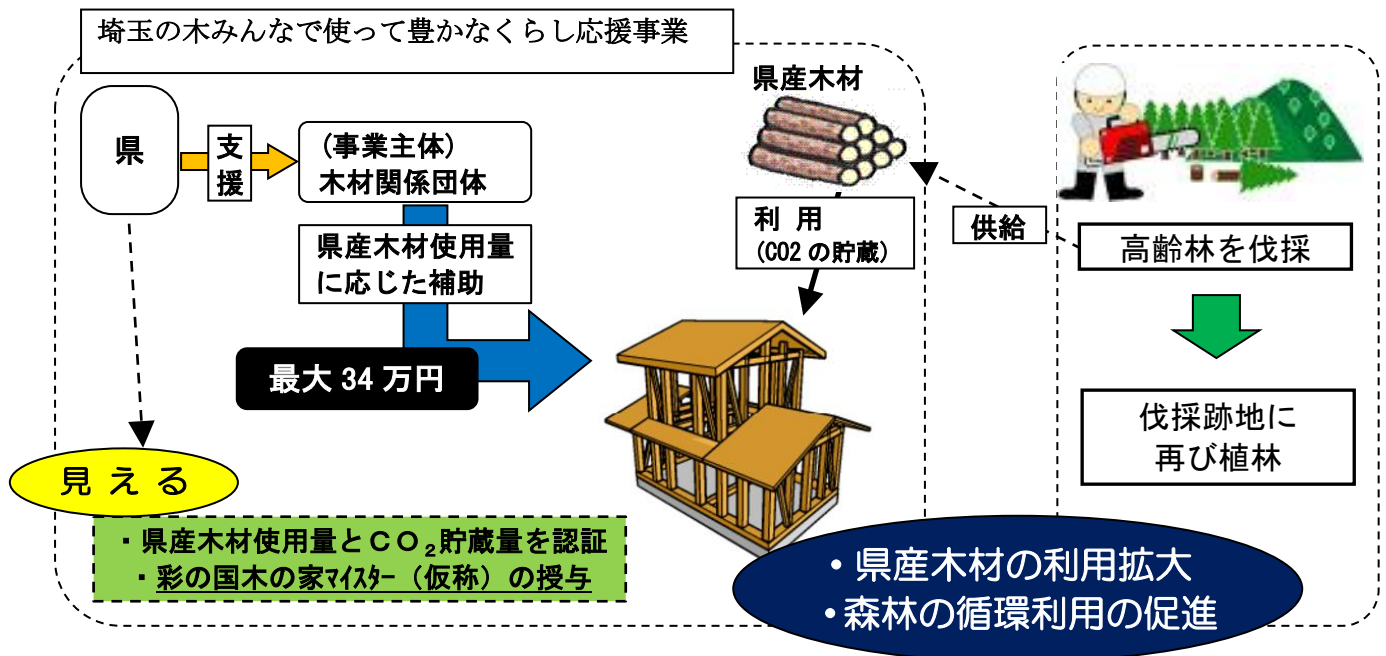 埼玉の木みんなで使って豊かなくらし応援事業
県
支
援
(事業主体)
木材関係団体
県産木材使用量
に応じた補助
最大 34 万円
県産木材
利 用
(CO2 の貯蔵)
供給
高齢林を伐採
伐採跡地に
再び植林
見 え る
・県産木材使用量とＣＯ₂貯蔵量を認証
・彩の国木の家ﾏｲｽﾀｰ（仮称）の授与
・県産木材の利用拡大
・森林の循環利用の促進